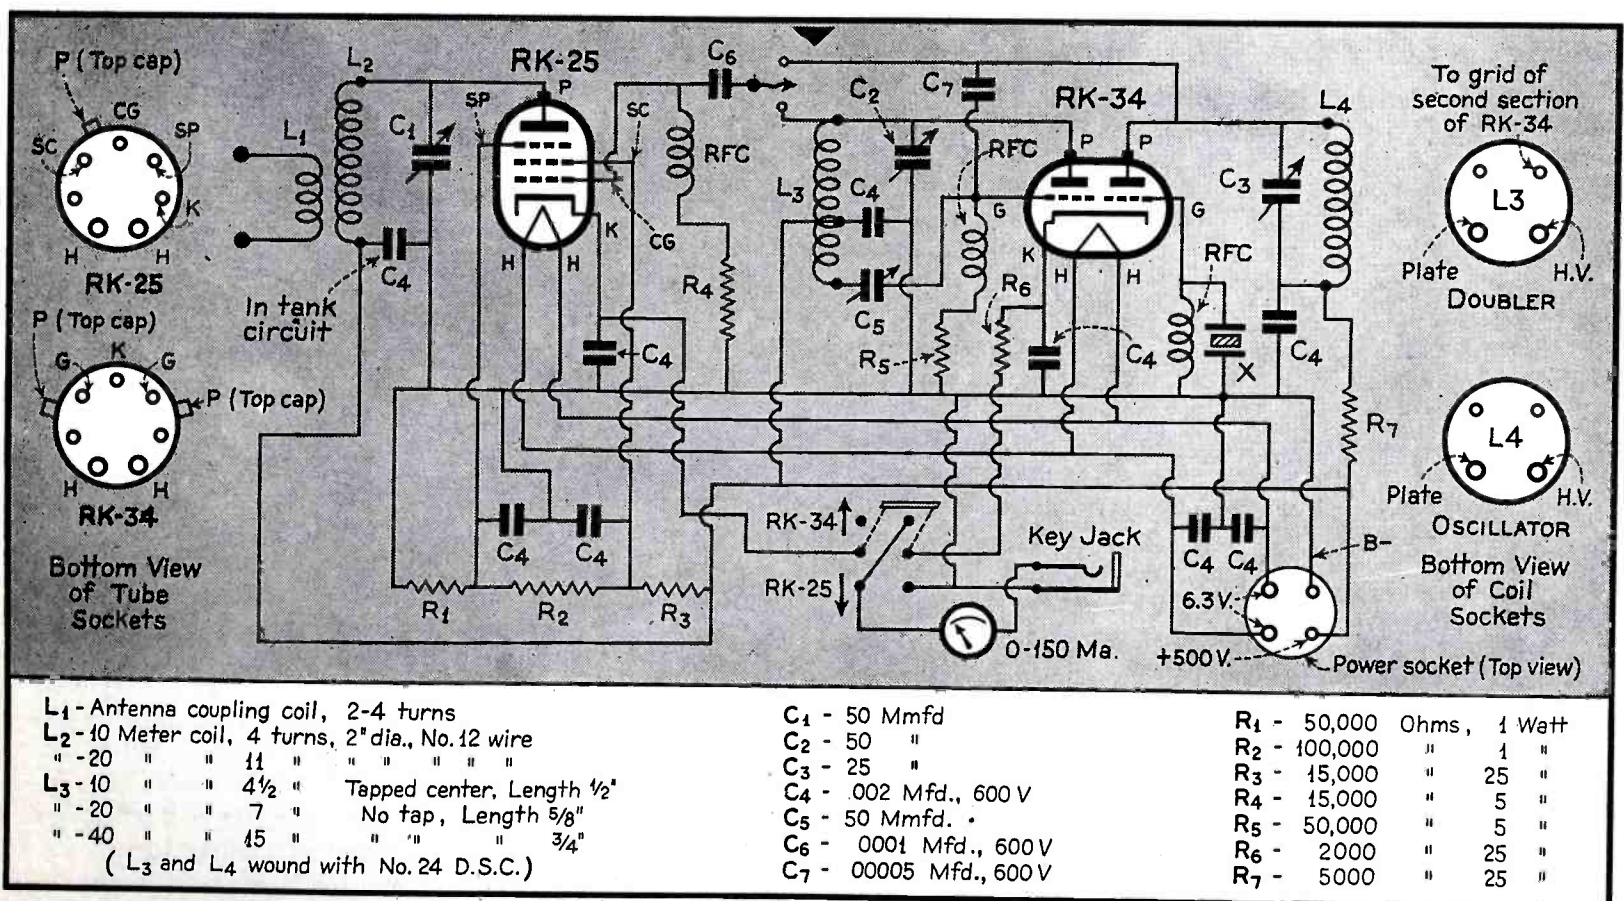 P (Top cap)
CG
SC
SP
K
H
H
RK-25
P (Top cap)
K
G
G
P (Top cap)
H
H
RK-34
Bottom View
of Tube
Sockets
L1
L2
C1
RK-25
P
SP
SC
CG
K
H
H
C4
In tank
circuit
C6
RFC
R4
C4
C4
C4
R1
R2
R3
C7
C2
RK-34
P
P
RFC
L3
C4
G
G
K
H
H
C5
R5
R6
C4
RFC
X
C3
L4
C4
R7
RK-34
RK-25
Key Jack
0-150 Ma.
C4
C4
B-
6.3 V.
+500 V.
Power socket (Top view)
To grid of
second section
of RK-34
L3
Plate
H.V.
DOUBLER
L4
Plate
H.V.
OSCILLATOR
Bottom View
of Coil
Sockets
L1 - Antenna coupling coil, 2-4 turns
L2 - 10 Meter coil, 4 turns, 2" dia., No. 12 wire
" - 20 " " 11 " " " " " "
L3 - 10 " " 4½ " Tapped center, Length ½"
" - 20 " " 7 " No tap, Length 5/8"
" - 40 " " 15 " " " " 3/4"
( L3 and L4 wound with No. 24 D.S.C.)
C1 - 50 Mmfd
C2 - 50 "
C3 - 25 "
C4 - .002 Mfd., 600 V
C5 - 50 Mmfd.
C6 - 0001 Mfd., 600 V
C7 - 00005 Mfd., 600 V
R1 - 50,000 Ohms, 1 Watt
R2 - 100,000 " 1 "
R3 - 15,000 " 25 "
R4 - 15,000 " 5 "
R5 - 50,000 " 5 "
R6 - 2000 " 25 "
R7 - 5000 " 25 "